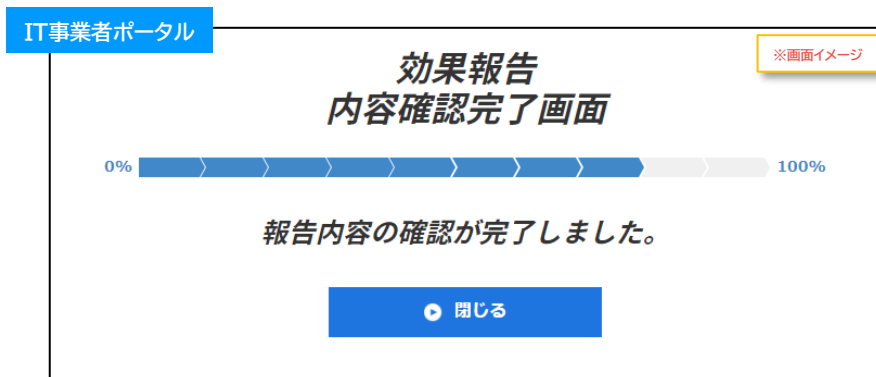 IT事業者ポータル
※画面イメージ
効果報告
内容確認完了画面
0%
100%
報告内容の確認が完了しました。
閉じる